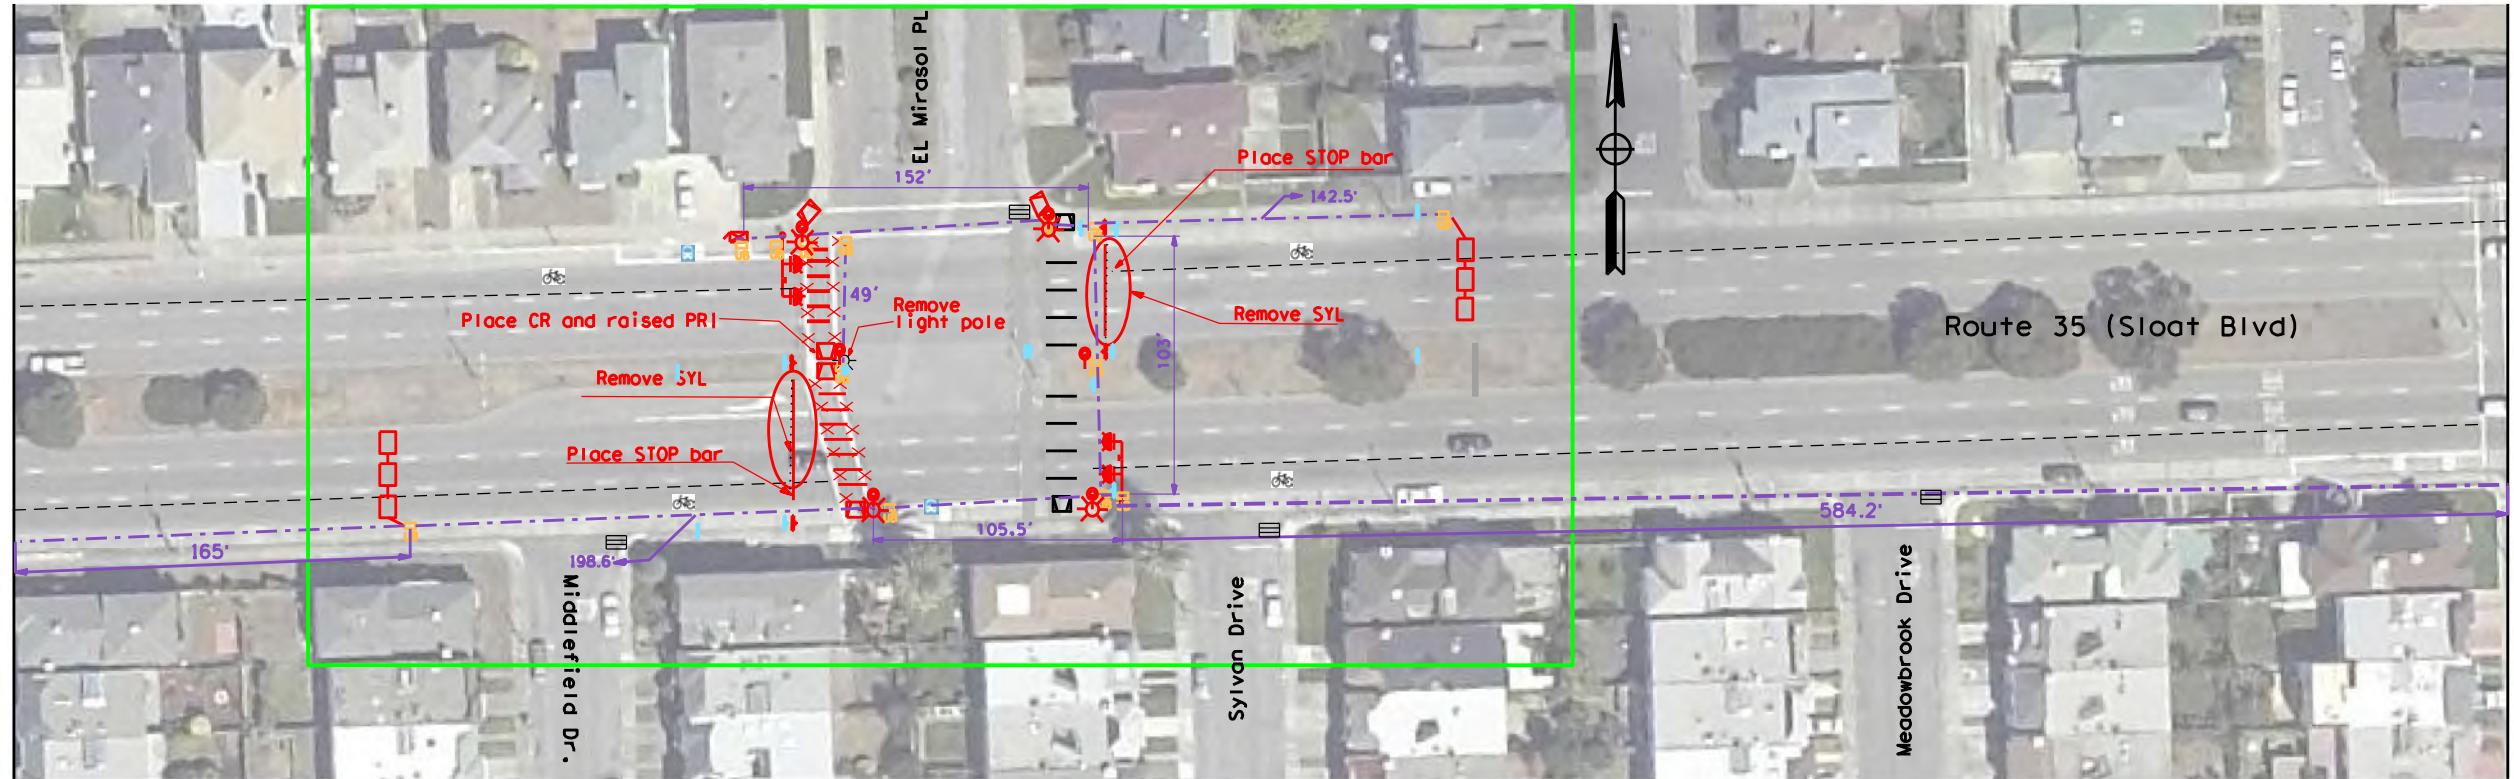 EL Mirasol PL
Place STOP bar
152'
142.5'
49'
Remove
light pole
Place CR and raised PRI
Remove SYL
Route 35 (Sloat Blvd)
103'
Remove SYL
Place STOP bar
105.5'
584.2'
165'
198.6'
Middlefield Dr.
Sylvan Drive
Meadowbrook Drive